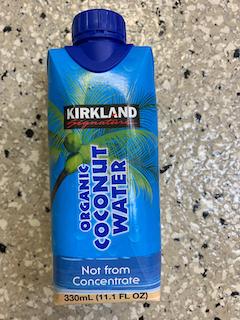 KIRKLAND
Signature
ORGANIC
COCONUT
WATER
Not from
Concentrate
330mL (11.1 FL OZ)